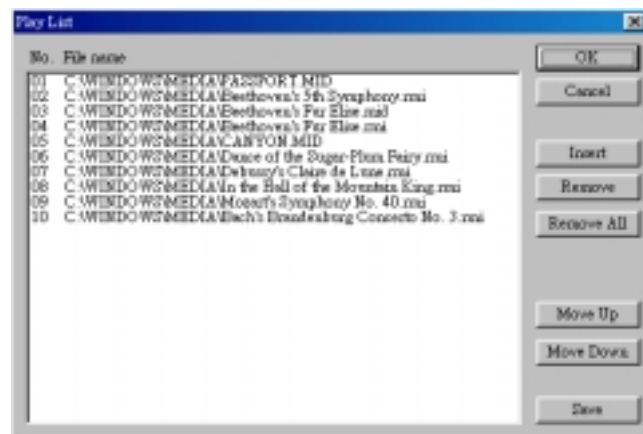 Play List
No. File name
OK
01 C:\WINDOWS\MEDIA\PASSPORT.MID
02 C:\WINDOWS\MEDIA\Beethoven's 5th Symphony.rmi
03 C:\WINDOWS\MEDIA\Beethoven's Fur Elise.mid
04 C:\WINDOWS\MEDIA\Beethoven's Fur Elise.rmi
05 C:\WINDOWS\MEDIA\CANYON.MID
06 C:\WINDOWS\MEDIA\Dance of the Sugar-Plum Fairy.rmi
07 C:\WINDOWS\MEDIA\Debussy's Claire de Lune.rmi
08 C:\WINDOWS\MEDIA\In the Hall of the Mountain King.rmi
09 C:\WINDOWS\MEDIA\Mozart's Symphony No. 40.rmi
10 C:\WINDOWS\MEDIA\Bach's Brandenburg Concerto No. 3.rmi
Cancel
Insert
Remove
Remove All
Move Up
Move Down
Save